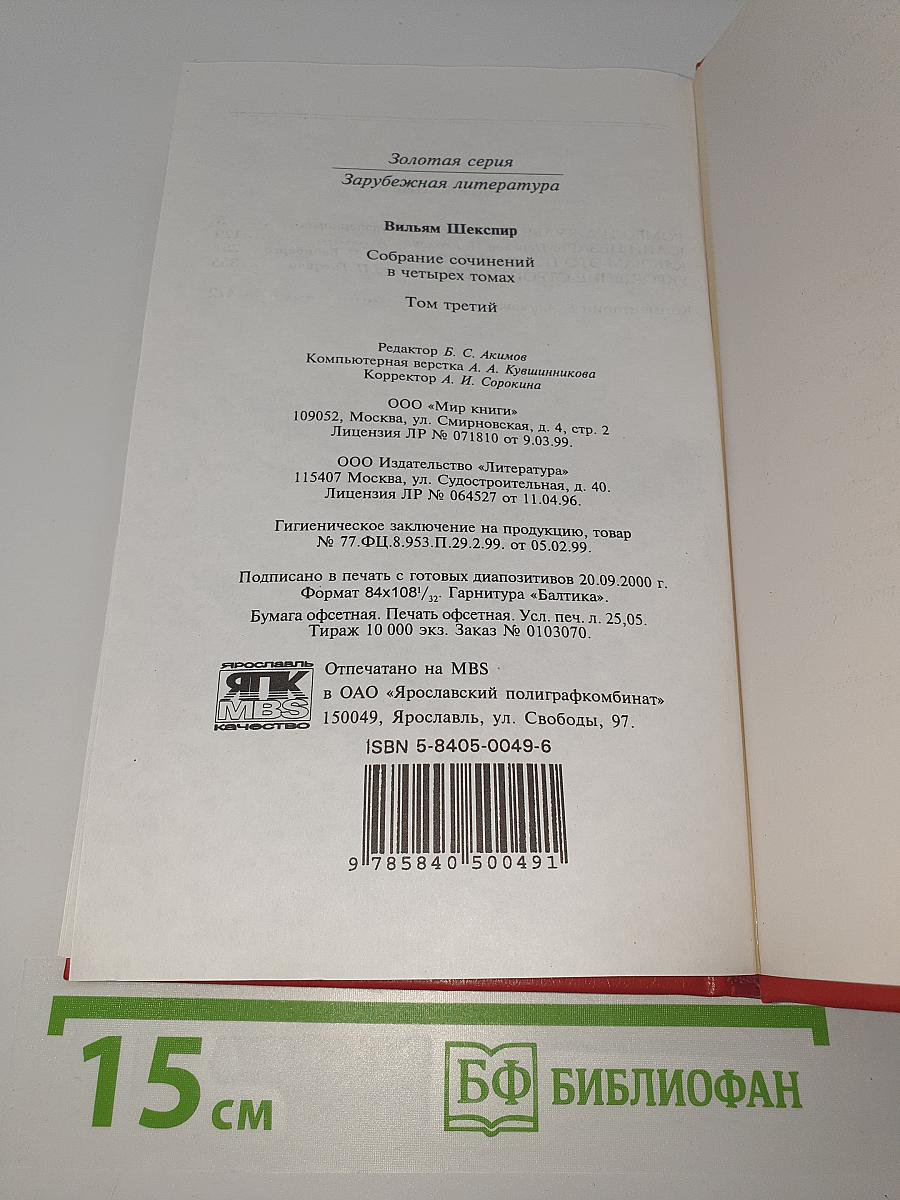 Золотая серия
Зарубежная литература
Вильям Шекспир
Собрание сочинений
в четырех томах
Том третий
Редактор Б. С. Акимов
Компьютерная верстка А. А. Кувшинникова
Корректор А. И. Сорокина
ООО «Мир книги»
109052, Москва, ул. Смирновская, д. 4, стр. 2
Лицензия ЛР № 071810 от 9.03.99.
ООО Издательство «Литература»
115407 Москва, ул. Судостроительная, д. 40.
Лицензия ЛР № 064527 от 11.04.96.
Гигиеническое заключение на продукцию, товар
№ 77.ФЦ.8.953.П.29.2.99. от 05.02.99.
Подписано в печать с готовых диапозитивов 20.09.2000 г.
Формат 84х108¹/₃₂. Гарнитура «Балтика».
Бумага офсетная. Печать офсетная. Усл. печ. л. 25,05.
Тираж 10 000 экз. Заказ № 0103070.
ЯРОСЛАВЛЬ
ЯПК
MBS
качество
Отпечатано на MBS
в ОАО «Ярославский полиграфкомбинат»
150049, Ярославль, ул. Свободы, 97.
ISBN 5-8405-0049-6
9 785840 500491
15 см
БФ БИБЛИОФАН